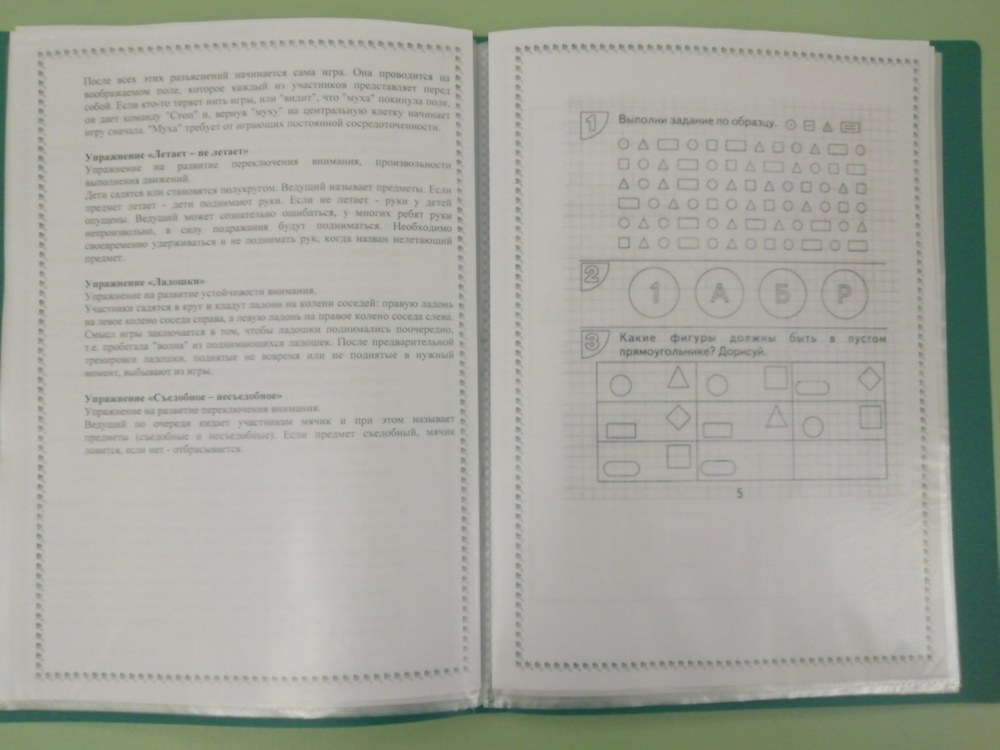 После всех этих разъяснений начинается сама игра. Она проводится на
воображаемом поле, которое каждый из участников представляет перед
собой. Если кто-то теряет нить игры, или "видит", что "муха" покинула поле,
он дает команду "Стоп" и, вернув "муху" на центральную клетку начинает
игру сначала. "Муха" требует от играющих постоянной сосредоточенности.
Упражнение «Летает – не летает»
Упражнение на развитие переключения внимания, произвольности
выполнения движений.
Дети садятся или становятся полукругом. Ведущий называет предметы. Если
предмет летает - дети поднимают руки. Если не летает - руки у детей
опущены. Ведущий может сознательно ошибаться, у многих ребят руки
непроизвольно, в силу подражания будут подниматься. Необходимо
своевременно удерживаться и не поднимать рук, когда назван нелетающий
предмет.
Упражнение «Ладошки»
Упражнение на развитие устойчивости внимания.
Участники садятся в круг и кладут ладони на колени соседей: правую ладонь
на левое колено соседа справа, а левую ладонь на правое колено соседа слева.
Смысл игры заключается в том, чтобы ладошки поднимались поочередно,
т.е. пробегала "волна" из поднимающихся ладошек. После предварительной
тренировки ладошки, поднятые не вовремя или не поднятые в нужный
момент, выбывают из игры.
Упражнение «Съедобное – несъедобное»
Упражнение на развитие переключения внимания.
Ведущий по очереди кидает участникам мячик и при этом называет
предметы (съедобные и несъедобные). Если предмет съедобный, мячик
ловится, если нет - отбрасывается.
1 Выполни задание по образцу.
2 1 А Б Р
3 Какие фигуры должны быть в пустом
прямоугольнике? Дорисуй.
5